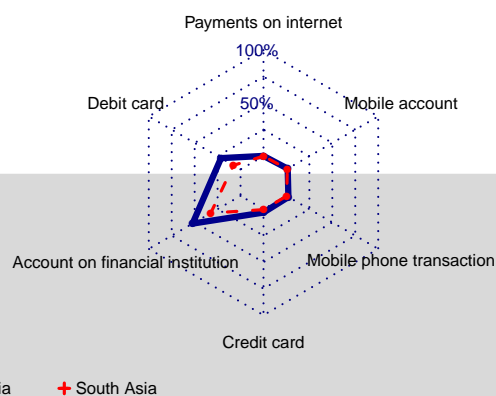 Payments on internet
100%
Debit card 50% Mobile account
Account on financial institution Mobile phone transaction
Credit card
South Asia